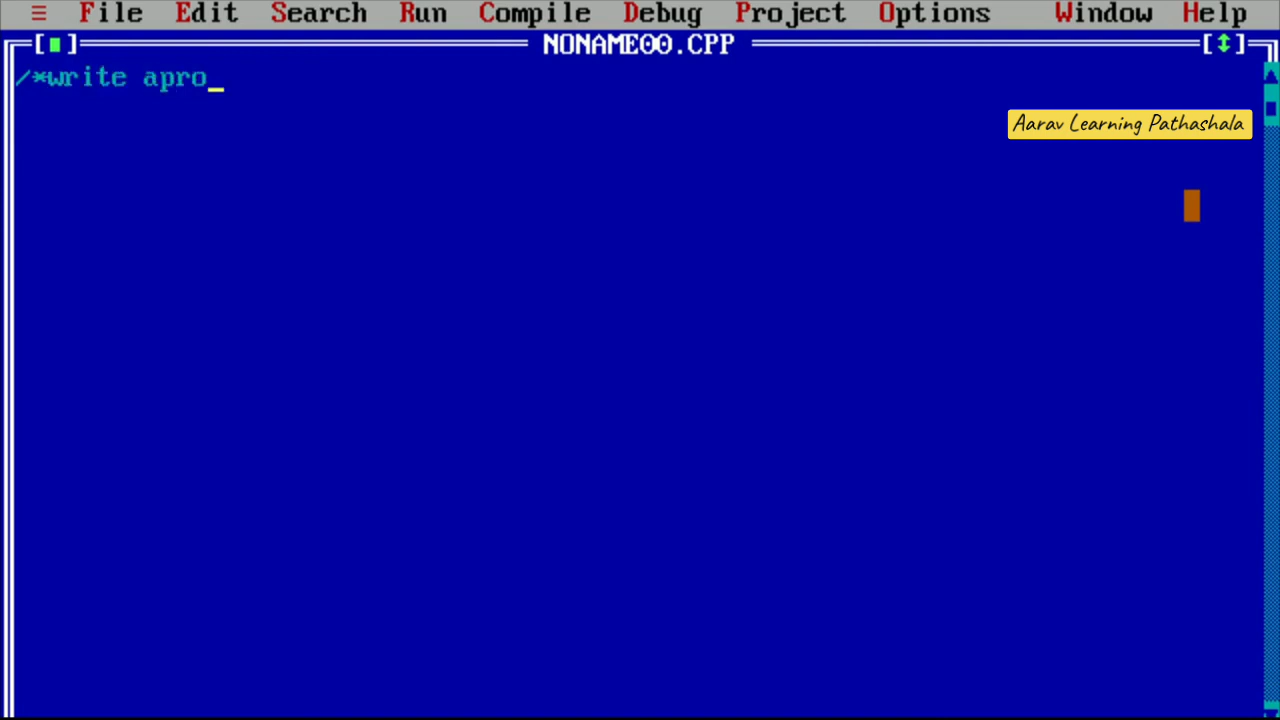 ≡ File Edit Search Run Compile Debug Project Options Window Help
[■] NONAME00.CPP [↕]
/*write apro_
Aarav Learning Pathashala